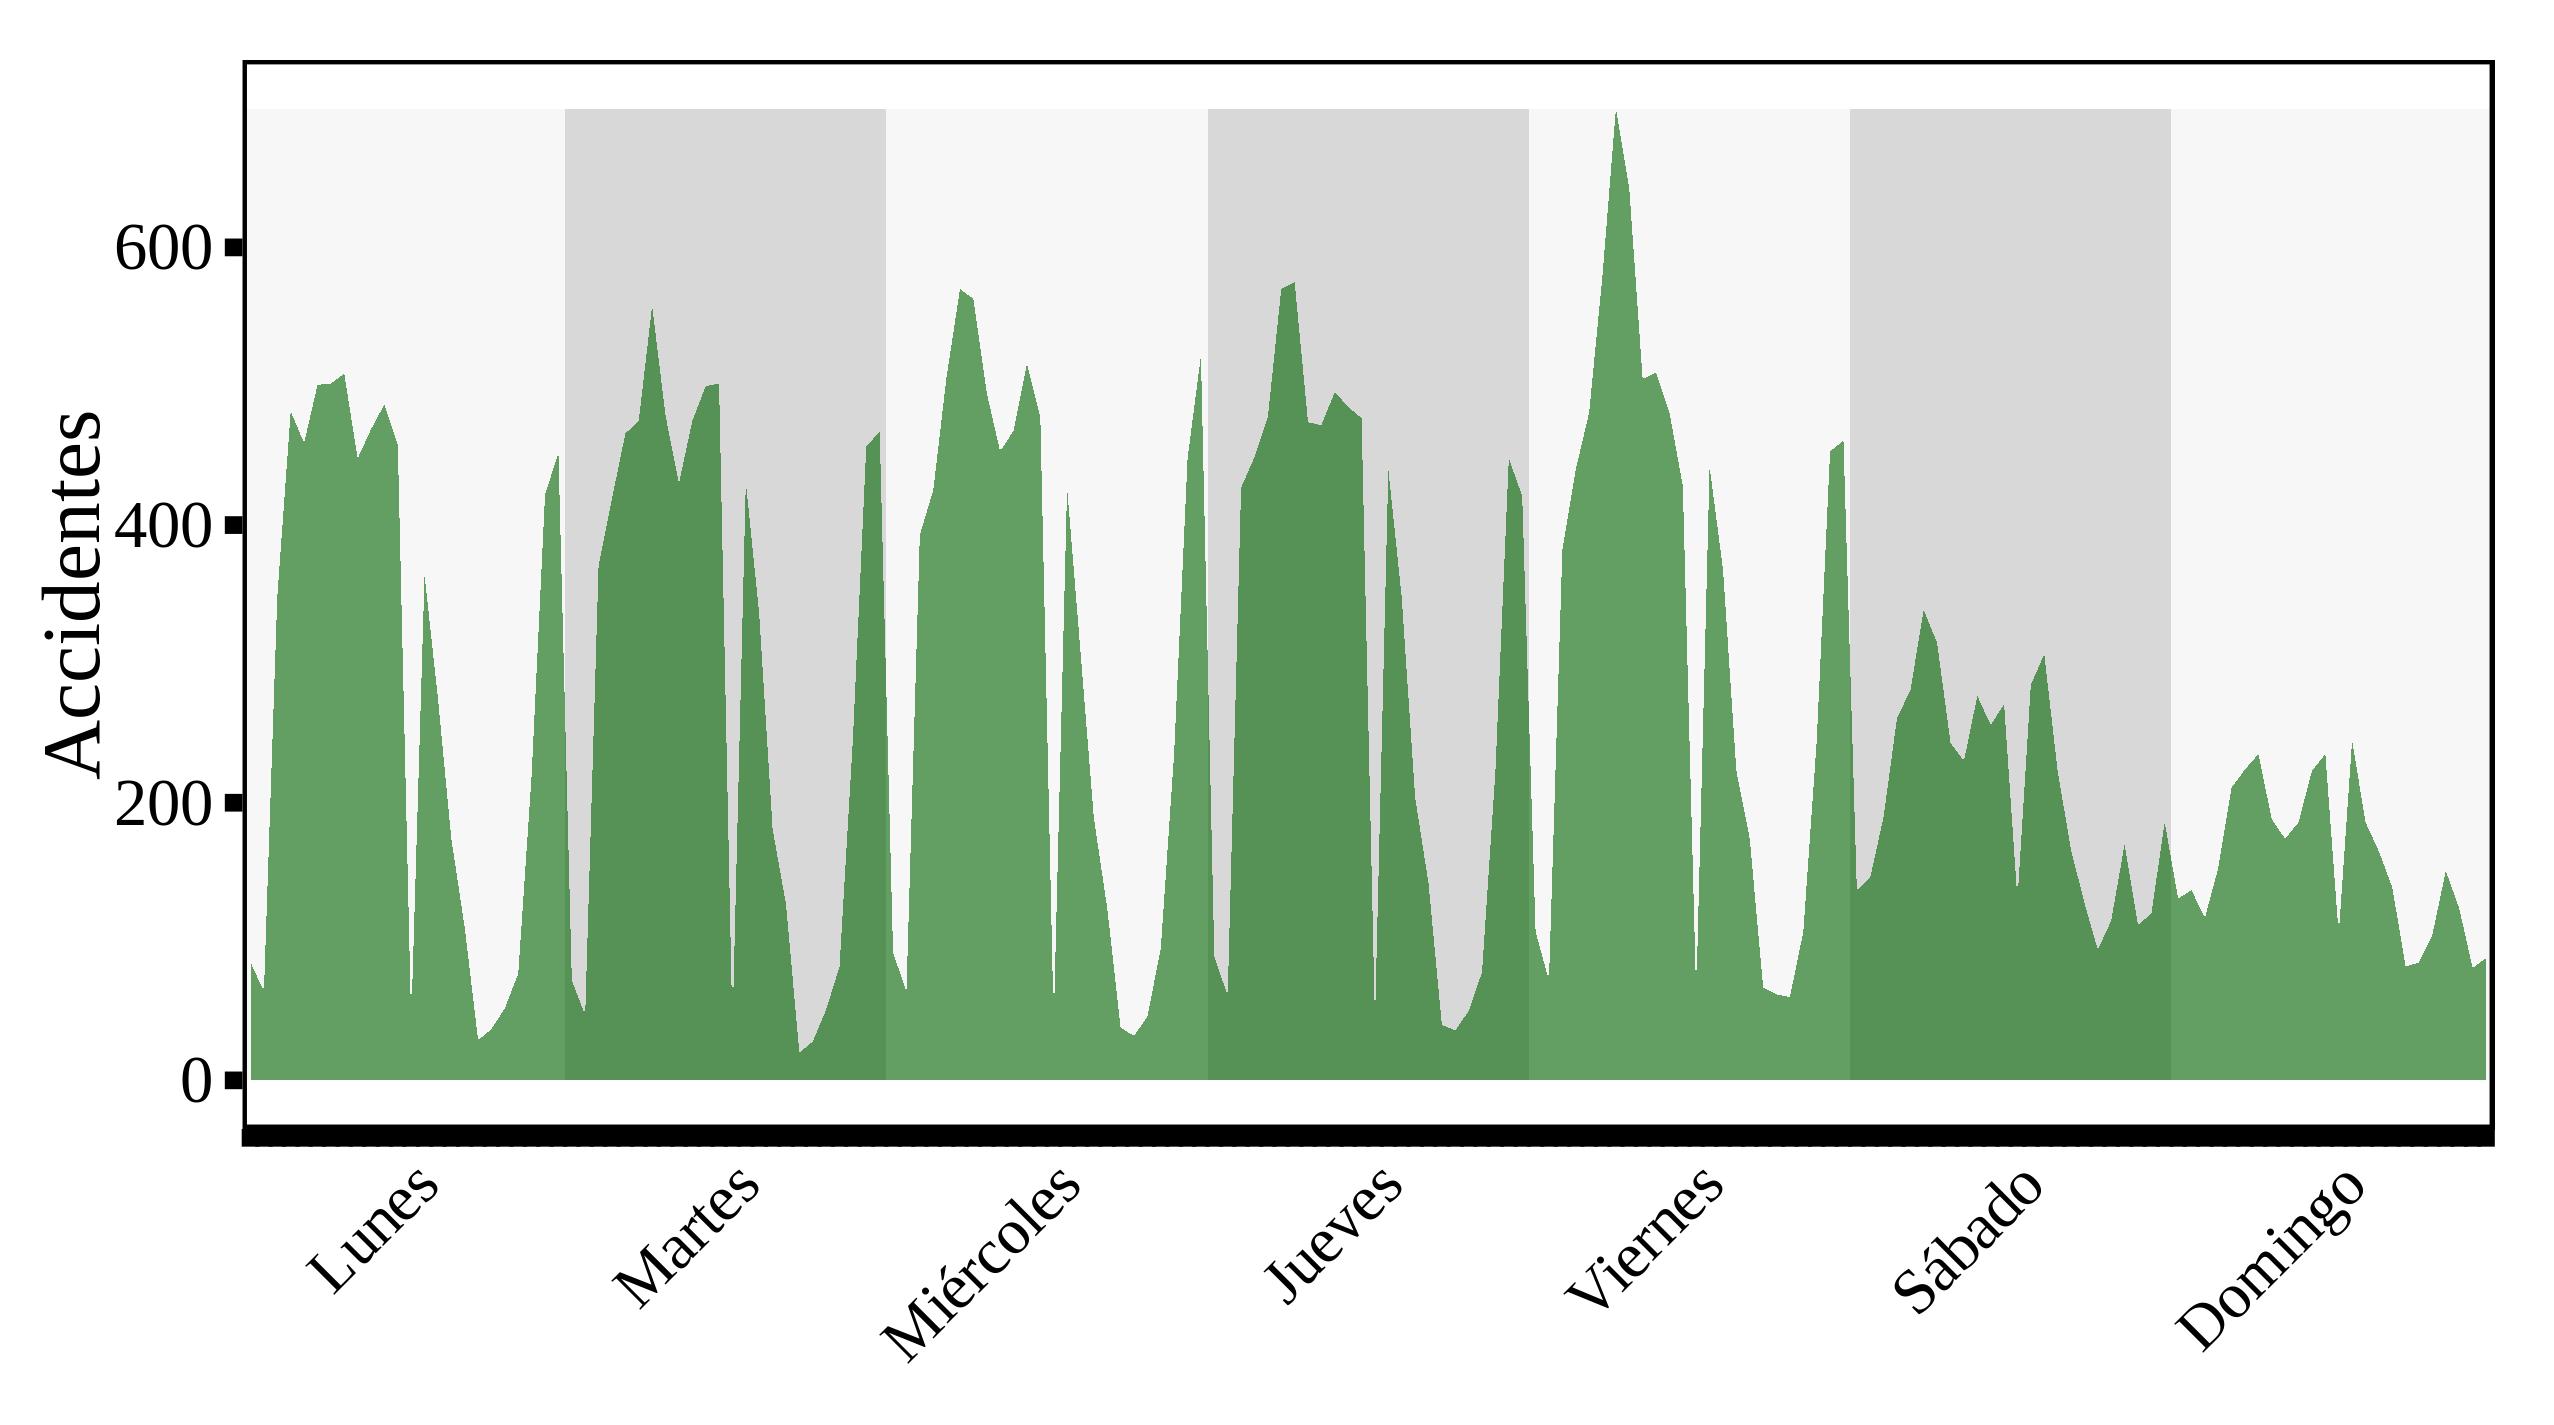 Accidentes
600
400
200
0
Lunes
Martes
Miércoles
Jueves
Viernes
Sábado
Domingo